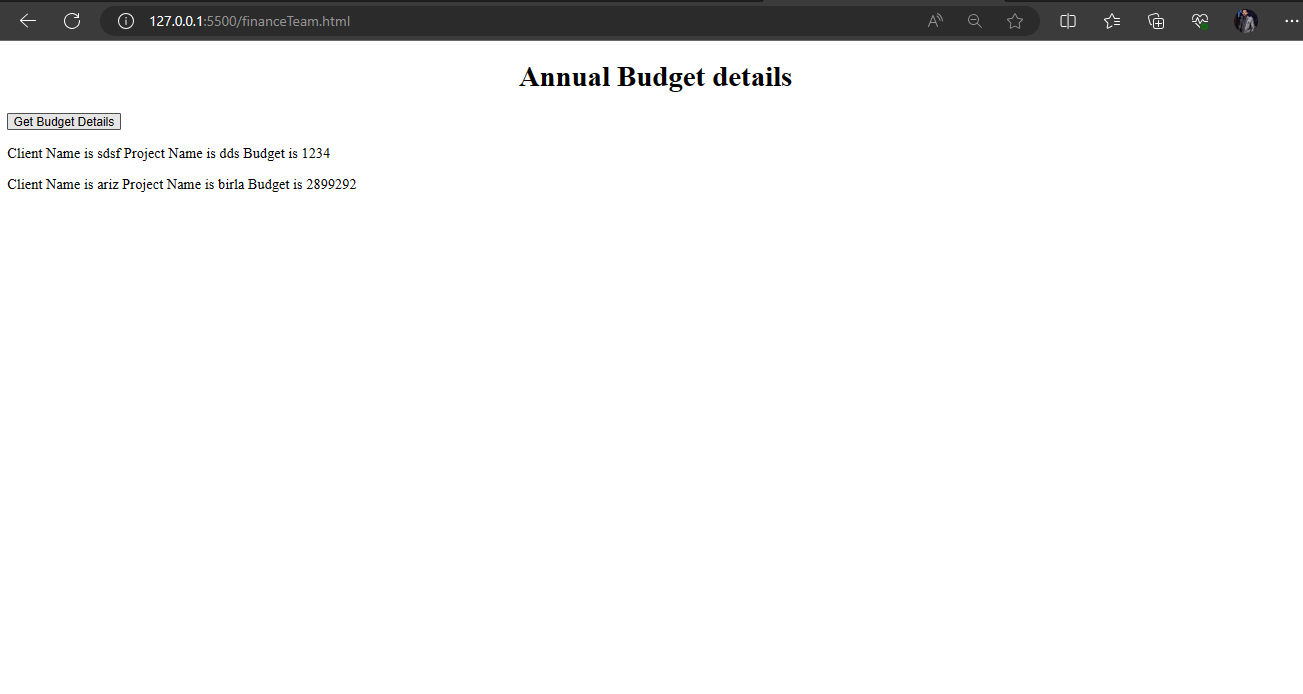 127.0.0.1:5500/financeTeam.html
Annual Budget details
Get Budget Details
Client Name is sdsf Project Name is dds Budget is 1234
Client Name is ariz Project Name is birla Budget is 2899292